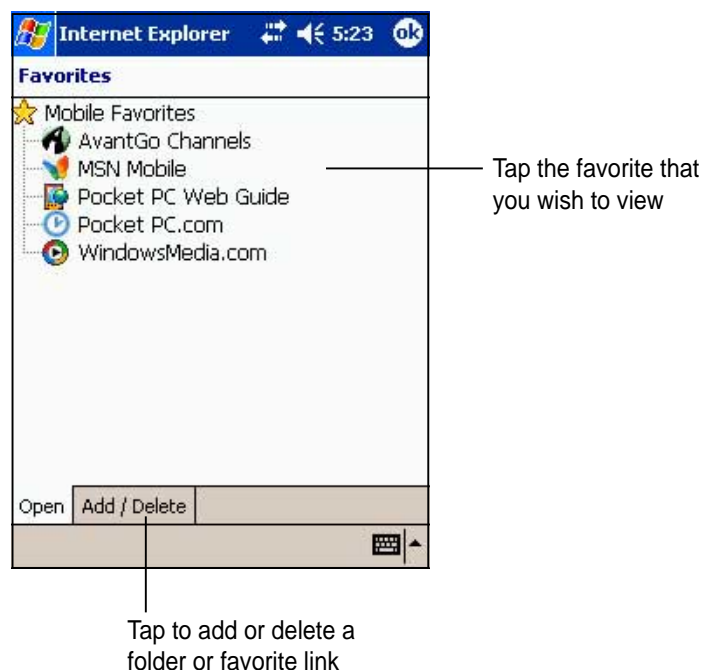 Internet Explorer 5:23 ok
Favorites
Mobile Favorites
AvantGo Channels
MSN Mobile
Pocket PC Web Guide
Pocket PC.com
WindowsMedia.com
Tap the favorite that
you wish to view
Open Add / Delete
Tap to add or delete a
folder or favorite link